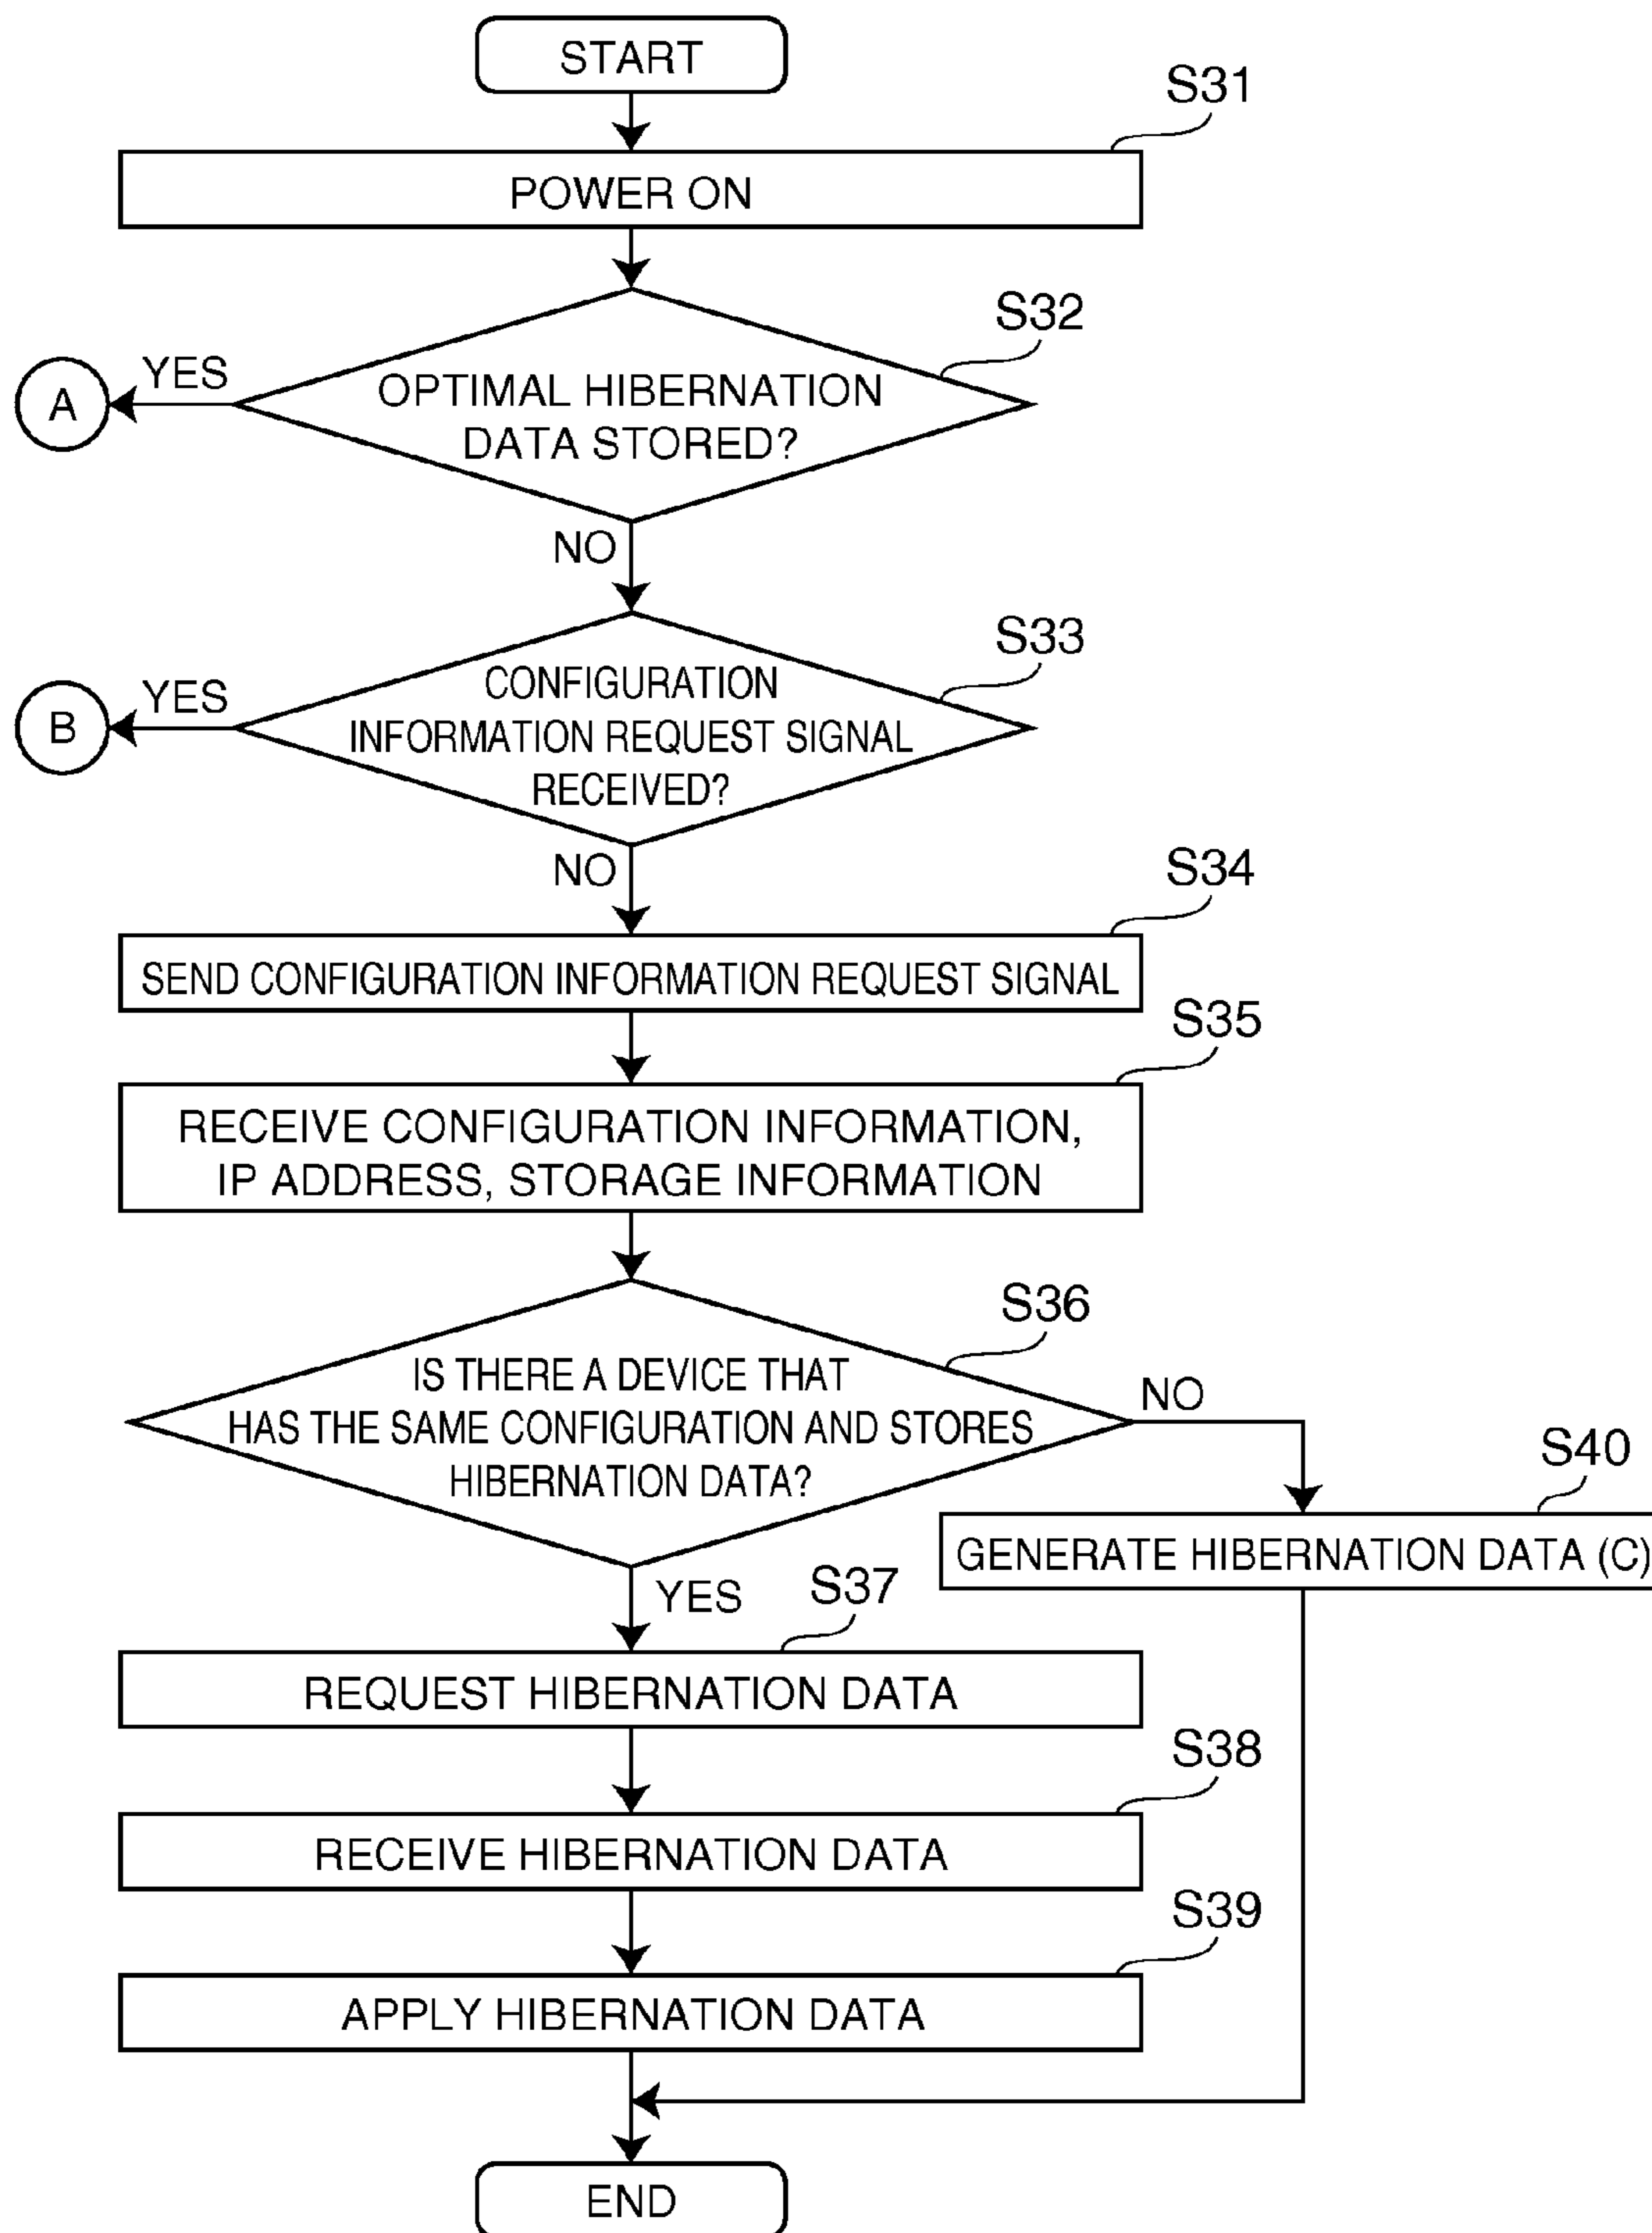 START
S31
POWER ON
S32
YES
A
OPTIMAL HIBERNATION
DATA STORED?
NO
S33
YES
B
CONFIGURATION
INFORMATION REQUEST SIGNAL
RECEIVED?
NO
S34
SEND CONFIGURATION INFORMATION REQUEST SIGNAL
S35
RECEIVE CONFIGURATION INFORMATION,
IP ADDRESS, STORAGE INFORMATION
S36
IS THERE A DEVICE THAT
HAS THE SAME CONFIGURATION AND STORES
HIBERNATION DATA?
NO
S40
GENERATE HIBERNATION DATA (C)
YES
S37
REQUEST HIBERNATION DATA
S38
RECEIVE HIBERNATION DATA
S39
APPLY HIBERNATION DATA
END